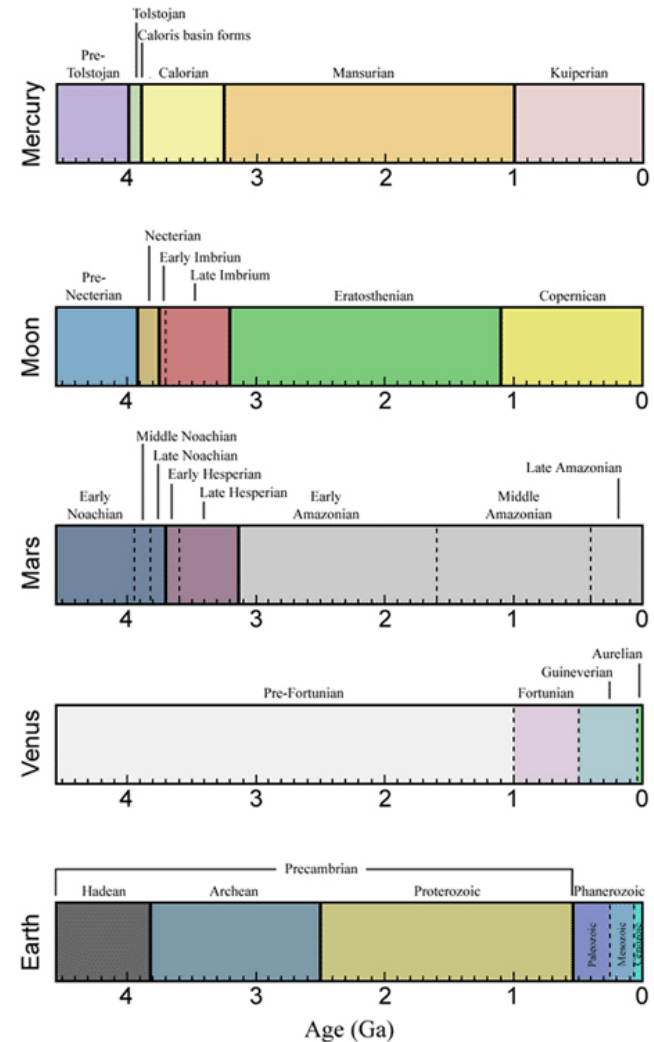 Tolstojan
Caloris basin forms
Pre-
Tolstojan
Calorian
Mansurian
Kuiperian
Mercury
4 3 2 1 0
Necterian
Early Imbriun
Late Imbrium
Pre-
Necterian
Eratosthenian
Copernican
Moon
4 3 2 1 0
Middle Noachian
Late Noachian
Early Hesperian
Late Hesperian
Early
Noachian
Early
Amazonian
Middle
Amazonian
Late Amazonian
Mars
4 3 2 1 0
Aurelian
Guineverian
Pre-Fortunian
Fortunian
Venus
4 3 2 1 0
Precambrian
Hadean
Archean
Proterozoic
Phanerozoic
Paleozoic
Mesozoic
Cenozoic
Earth
4 3 2 1 0
Age (Ga)